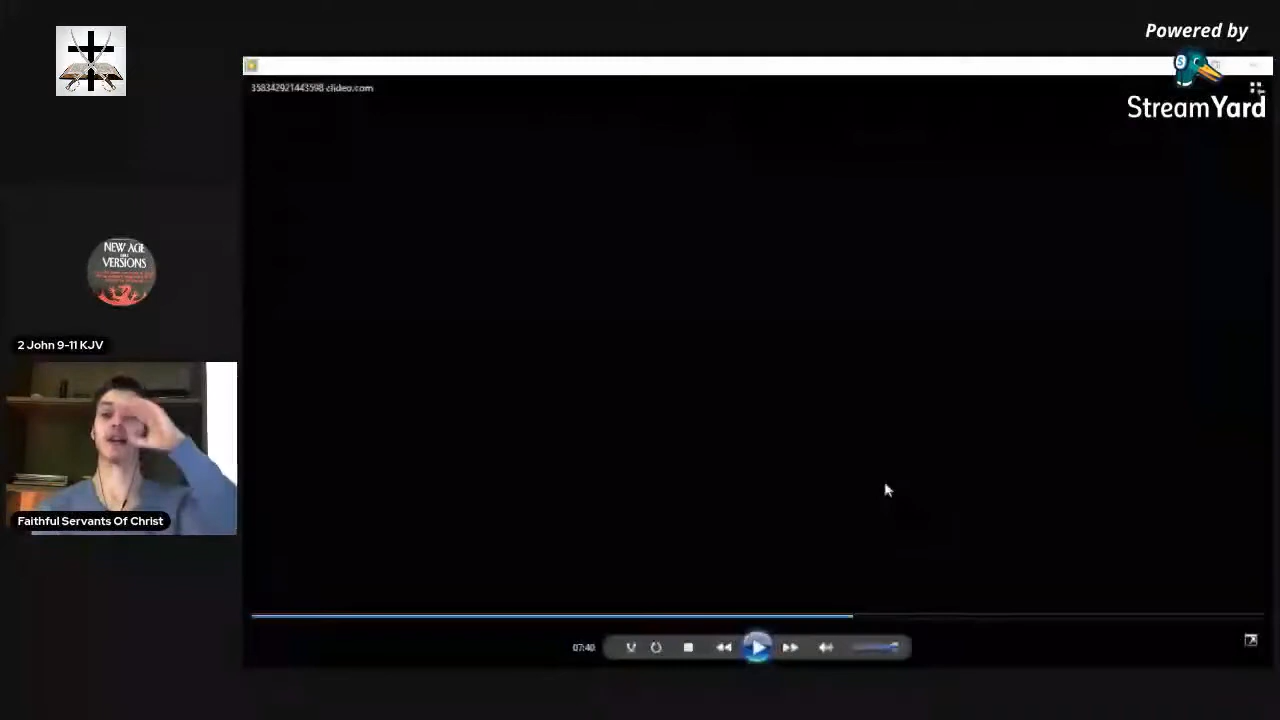 Powered by
StreamYard
358342921443598-clideo.com
NEW AGE
VERSIONS
2 John 9-11 KJV
Faithful Servants Of Christ
07:40